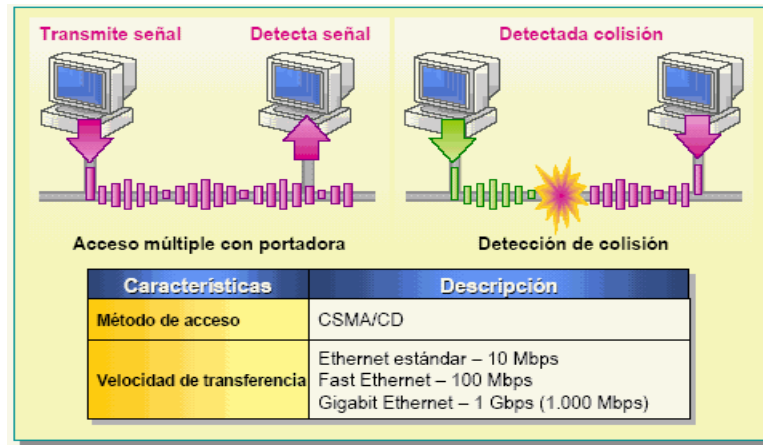 Transmite señal
Detecta señal
Detectada colisión
Acceso múltiple con portadora
Detección de colisión
Características
Descripción
Método de acceso
CSMA/CD
Velocidad de transferencia
Ethernet estándar – 10 Mbps
Fast Ethernet – 100 Mbps
Gigabit Ethernet – 1 Gbps (1.000 Mbps)